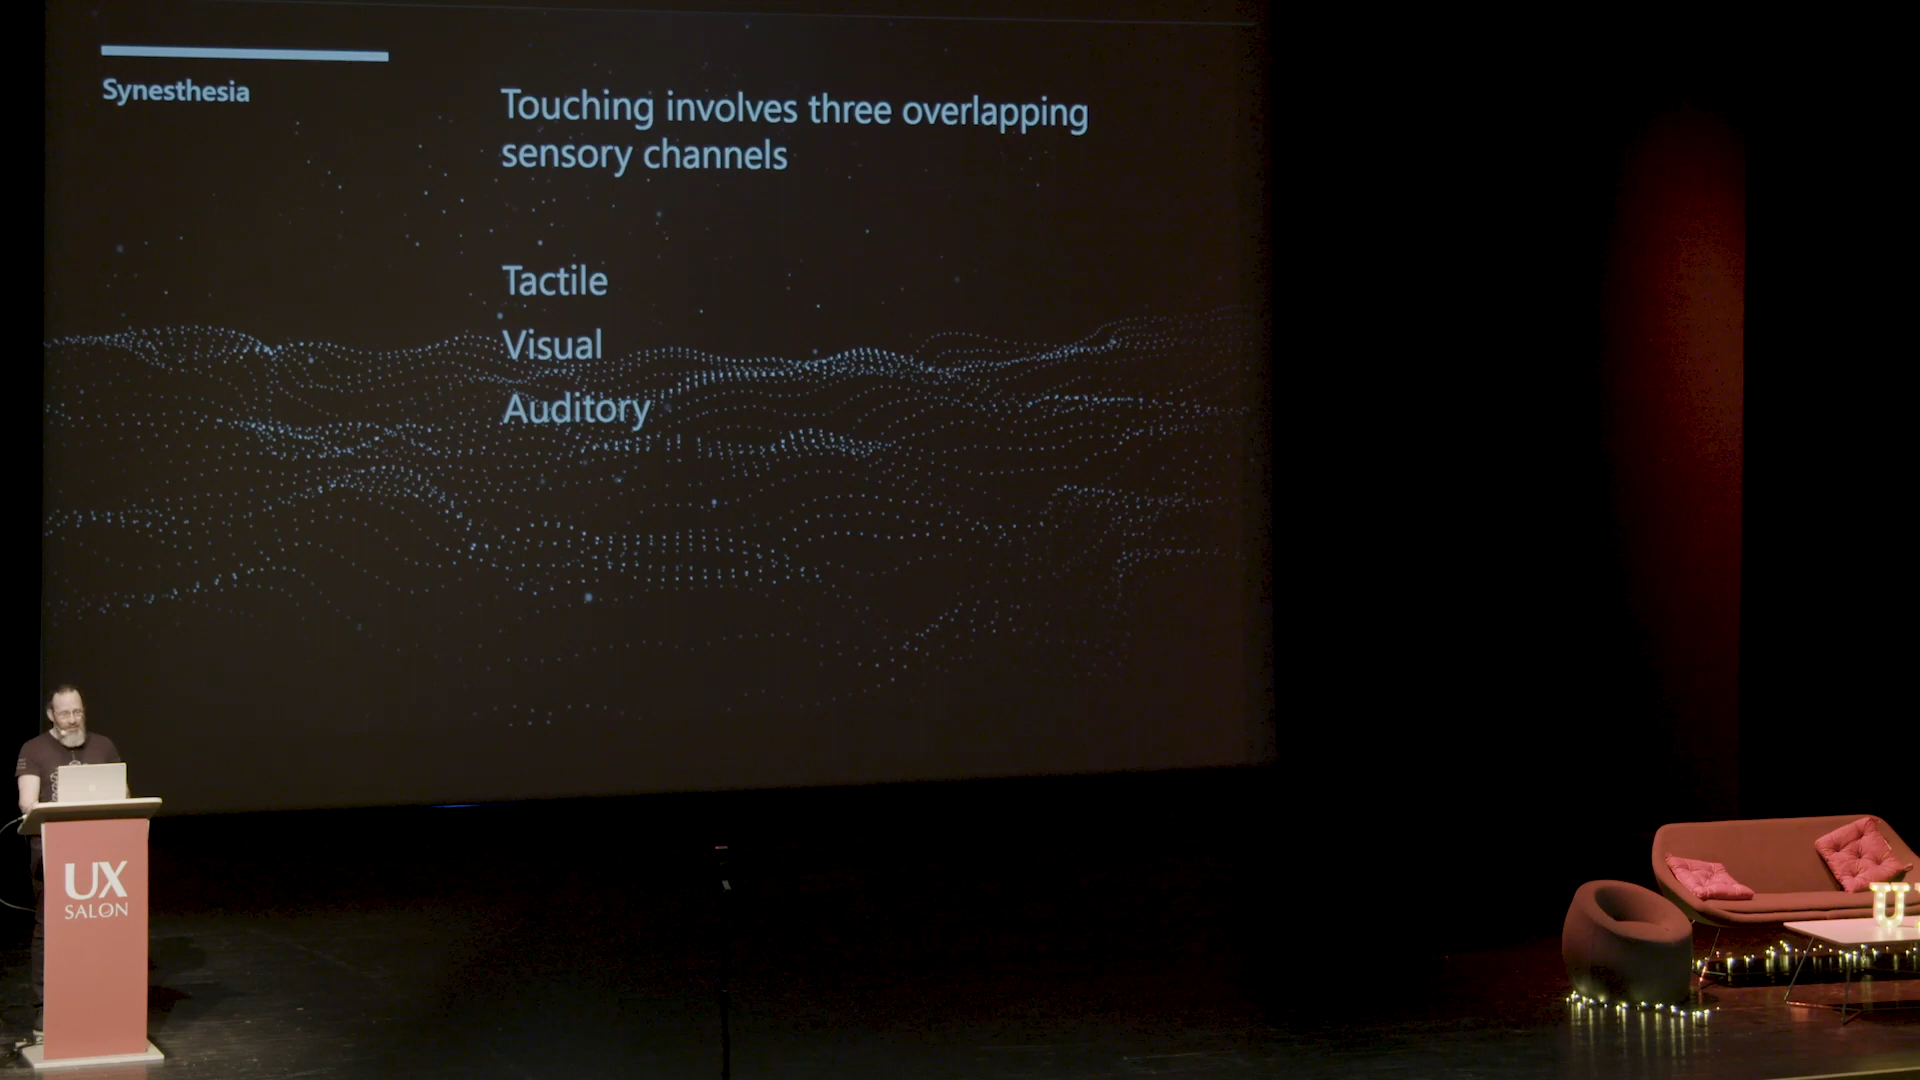 Synesthesia
Touching involves three overlapping
sensory channels
Tactile
Visual
Auditory
UX
SALON
U